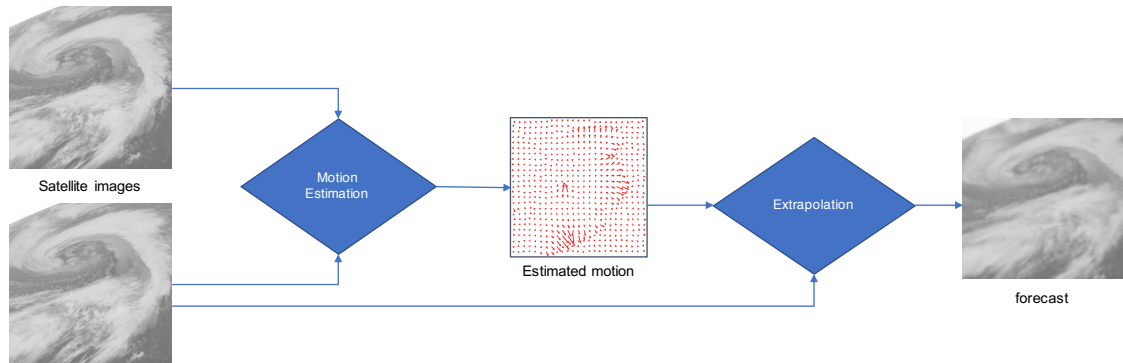 Satellite images
Motion
Estimation
Estimated motion
Extrapolation
forecast